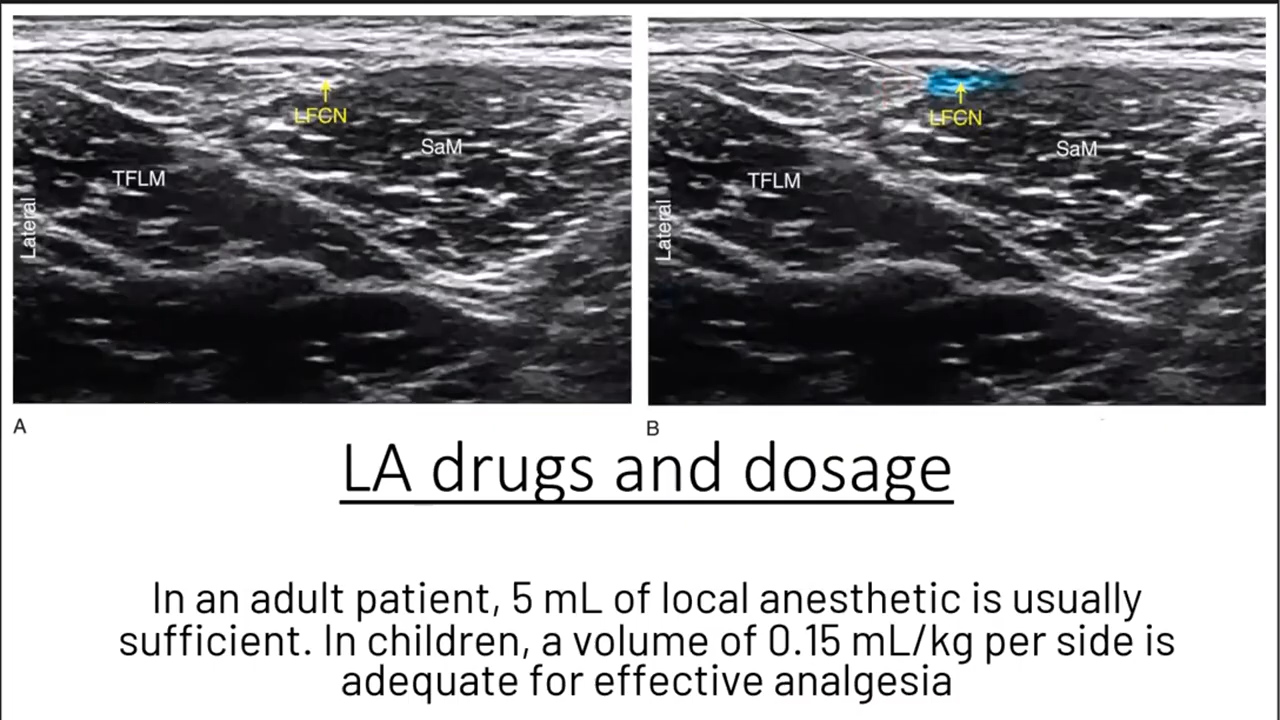 LFCN
SaM
TFLM
Lateral
A
LFCN
SaM
TFLM
Lateral
B
LA drugs and dosage
In an adult patient, 5 mL of local anesthetic is usually
sufficient. In children, a volume of 0.15 mL/kg per side is
adequate for effective analgesia